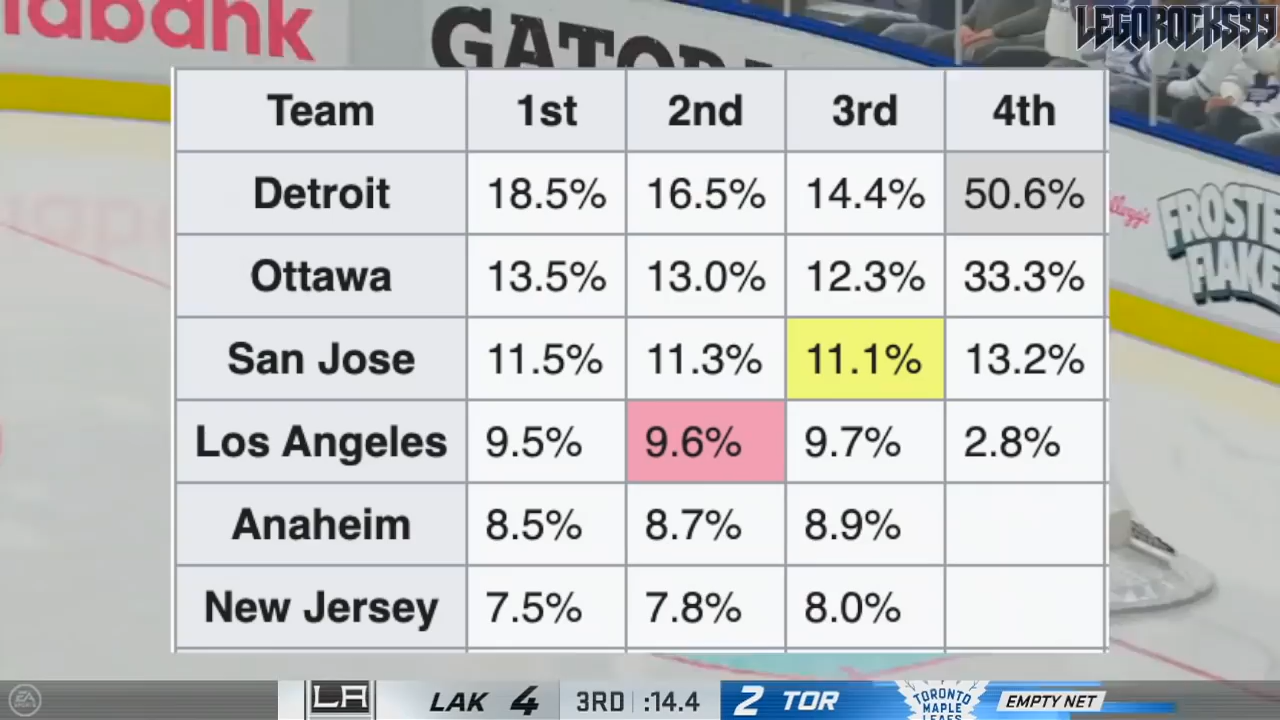 abank
GATOR
LEGOROCKS99
Team 1st 2nd 3rd 4th
Detroit 18.5% 16.5% 14.4% 50.6%
Ottawa 13.5% 13.0% 12.3% 33.3%
San Jose 11.5% 11.3% 11.1% 13.2%
Los Angeles 9.5% 9.6% 9.7% 2.8%
Anaheim 8.5% 8.7% 8.9%
New Jersey 7.5% 7.8% 8.0%
Kellogg's
FROSTE
FLAKE
EA
LA LAK 4 3RD :14.4 2 TOR TORONTO MAPLE LEAFS EMPTY NET